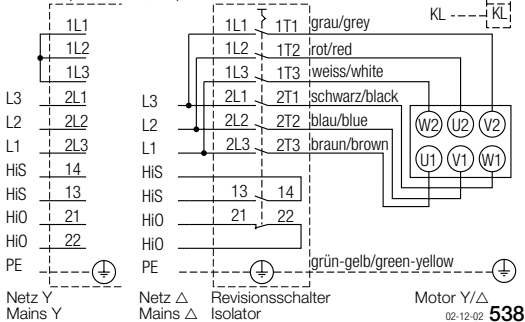 KL KL
1L1 1L1 1T1 grau/grey
1L2 1L2 1T2 rot/red
1L3 1L3 1T3 weiss/white
L3 2L1 L3 2L1 2T1 schwarz/black
L2 2L2 L2 2L2 2T2 blau/blue
L1 2L3 L1 2L3 2T3 braun/brown
W2 U2 V2
U1 V1 W1
HiS 14 HiS
HiS 13 HiS 13 14
HiO 21 HiO 21 22
HiO 22 HiO
PE PE grün-gelb/green-yellow
Netz Y Netz △ Revisionsschalter Motor Y/△
Mains Y Mains △ Isolator 02-12-02 538